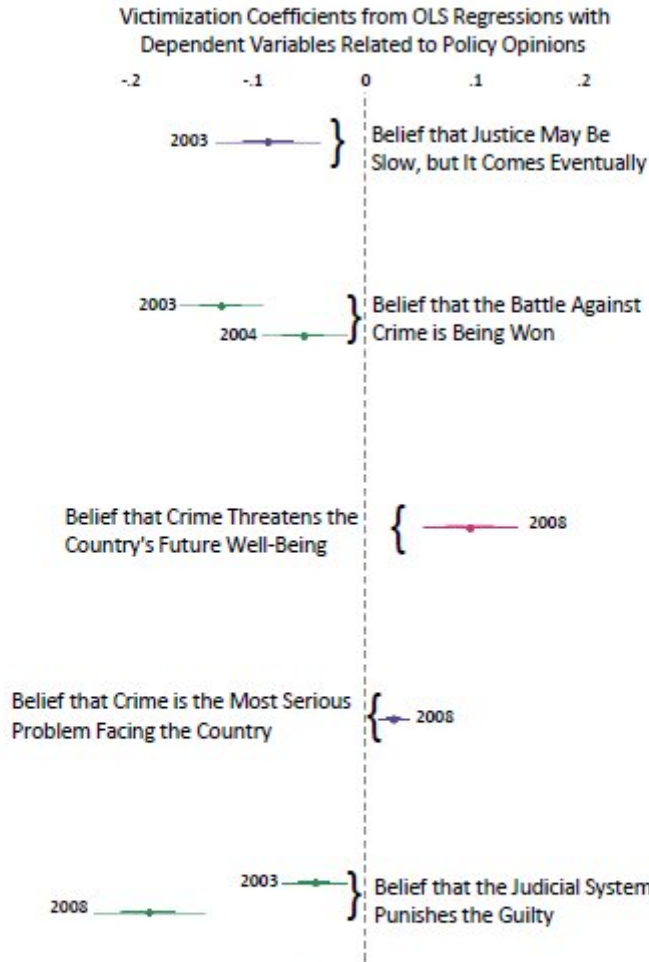 Victimization Coefficients from OLS Regressions with
Dependent Variables Related to Policy Opinions
-.2 -.1 0 .1 .2
2003
Belief that Justice May Be
Slow, but It Comes Eventually
2003
2004
Belief that the Battle Against
Crime is Being Won
Belief that Crime Threatens the
Country's Future Well-Being
2008
Belief that Crime is the Most Serious
Problem Facing the Country
2008
2003
2008
Belief that the Judicial System
Punishes the Guilty